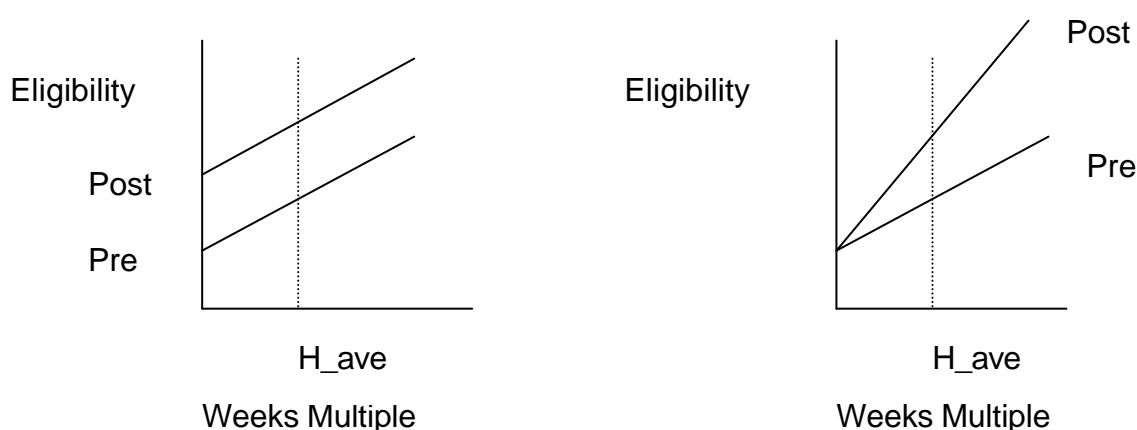 Eligibility
Post
Pre
H_ave
Weeks Multiple
Eligibility
Post
Pre
H_ave
Weeks Multiple